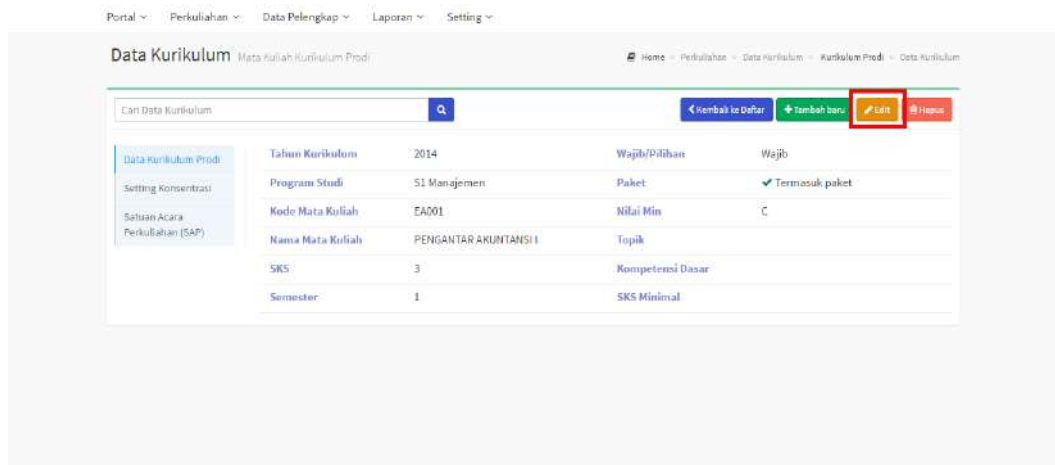 Portal Perkuliahan Data Pelengkap Laporan Setting
Data Kurikulum Mata Kuliah Kurikulum Prodi
Home Perkuliahan Data Kurikulum Kurikulum Prodi Data Kurikulum
Cari Data Kurikulum
Kembali ke Daftar Tambah baru Edit Hapus
Data Kurikulum Prodi
Setting Konsentrasi
Satuan Acara
Perkuliahan (SAP)
Tahun Kurikulum 2014 Wajib/Pilihan Wajib
Program Studi S1 Manajemen Paket Termasuk paket
Kode Mata Kuliah EA001 Nilai Min C
Nama Mata Kuliah PENGANTAR AKUNTANSI I Topik
SKS 3 Kompetensi Dasar
Semester 1 SKS Minimal